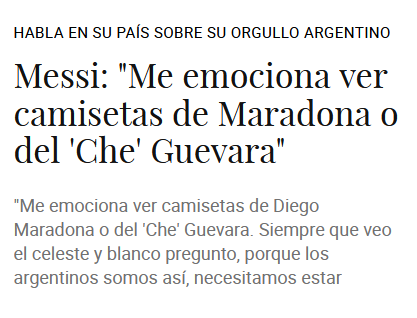 HABLA EN SU PAÍS SOBRE SU ORGULLO ARGENTINO
Messi: "Me emociona ver
camisetas de Maradona o
del 'Che' Guevara"
"Me emociona ver camisetas de Diego
Maradona o del 'Che' Guevara. Siempre que veo
el celeste y blanco pregunto, porque los
argentinos somos así, necesitamos estar